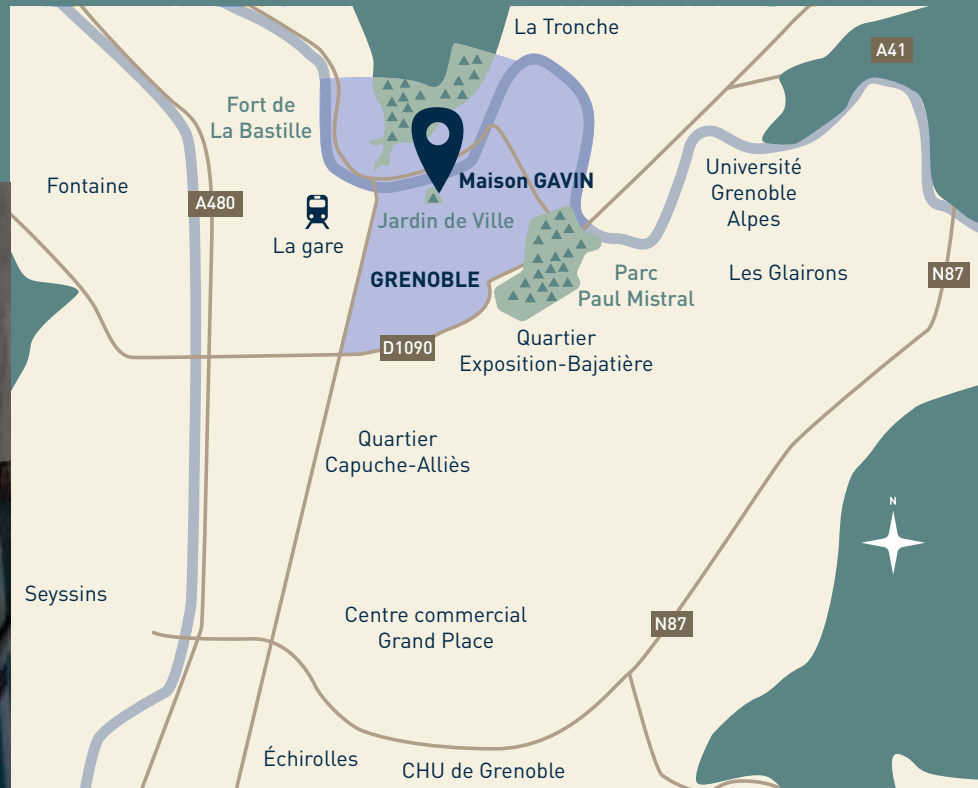 La Tronche
A41
Fort de
La Bastille
Université
Grenoble
Alpes
Fontaine
Maison GAVIN
A480
Jardin de Ville
La gare
GRENOBLE
Parc
Paul Mistral
Les Glairons
N87
D1090
Quartier
Exposition-Bajatière
Quartier
Capuche-Alliès
N
Seyssins
Centre commercial
Grand Place
N87
Échirolles
CHU de Grenoble